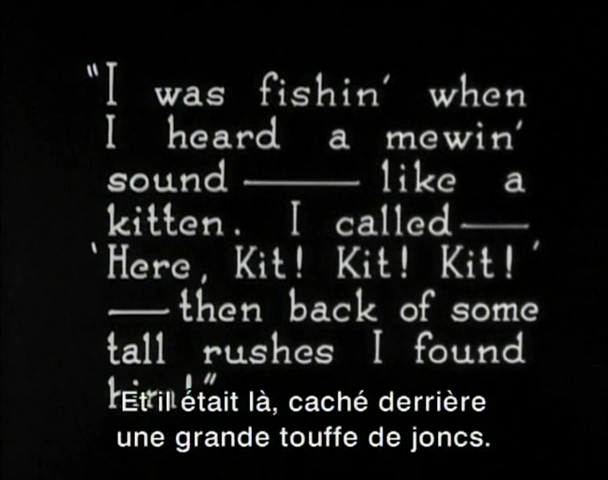 "I was fishin' when
I heard a mewin'
sound — like a
kitten. I called —
'Here, Kit! Kit! Kit!'
— then back of some
tall rushes I found
him!"
Et il était là, caché derrière
une grande touffe de joncs.